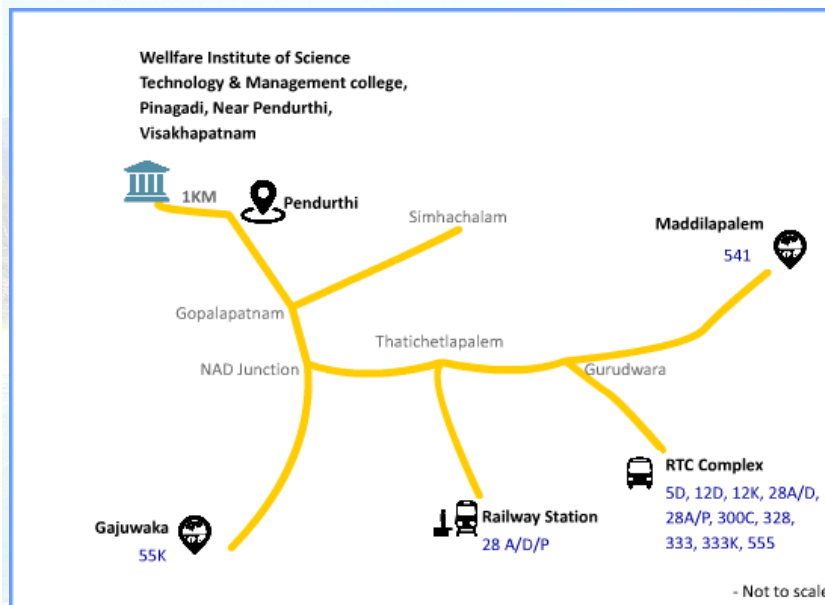 Wellfare Institute of Science
Technology & Management college,
Pinagadi, Near Pendurthi,
Visakhapatnam
1KM
Pendurthi
Simhachalam
Maddilapalem
541
Gopalapatnam
Thatichetlapalem
NAD Junction
Gurudwara
RTC Complex
5D, 12D, 12K, 28A/D,
28A/P, 300C, 328,
333, 333K, 555
Railway Station
28 A/D/P
Gajuwaka
55K
- Not to scale